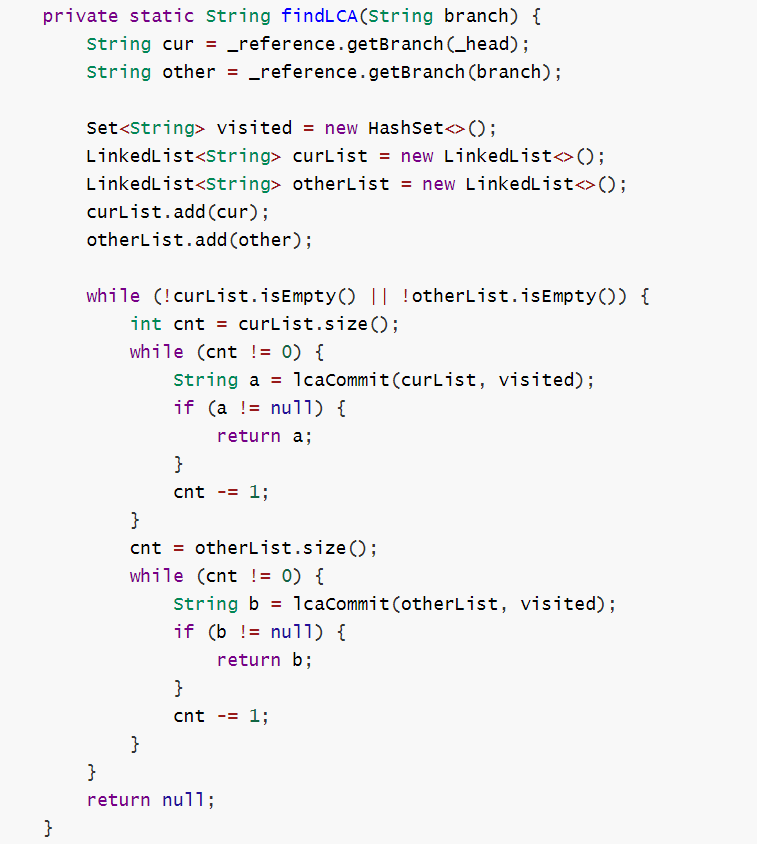 private static String findLCA(String branch) {
    String cur = _reference.getBranch(_head);
    String other = _reference.getBranch(branch);

    Set<String> visited = new HashSet<>();
    LinkedList<String> curList = new LinkedList<>();
    LinkedList<String> otherList = new LinkedList<>();
    curList.add(cur);
    otherList.add(other);

    while (!curList.isEmpty() || !otherList.isEmpty()) {
        int cnt = curList.size();
        while (cnt != 0) {
            String a = lcaCommit(curList, visited);
            if (a != null) {
                return a;
            }
            cnt -= 1;
        }
        cnt = otherList.size();
        while (cnt != 0) {
            String b = lcaCommit(otherList, visited);
            if (b != null) {
                return b;
            }
            cnt -= 1;
        }
    }
    return null;
}